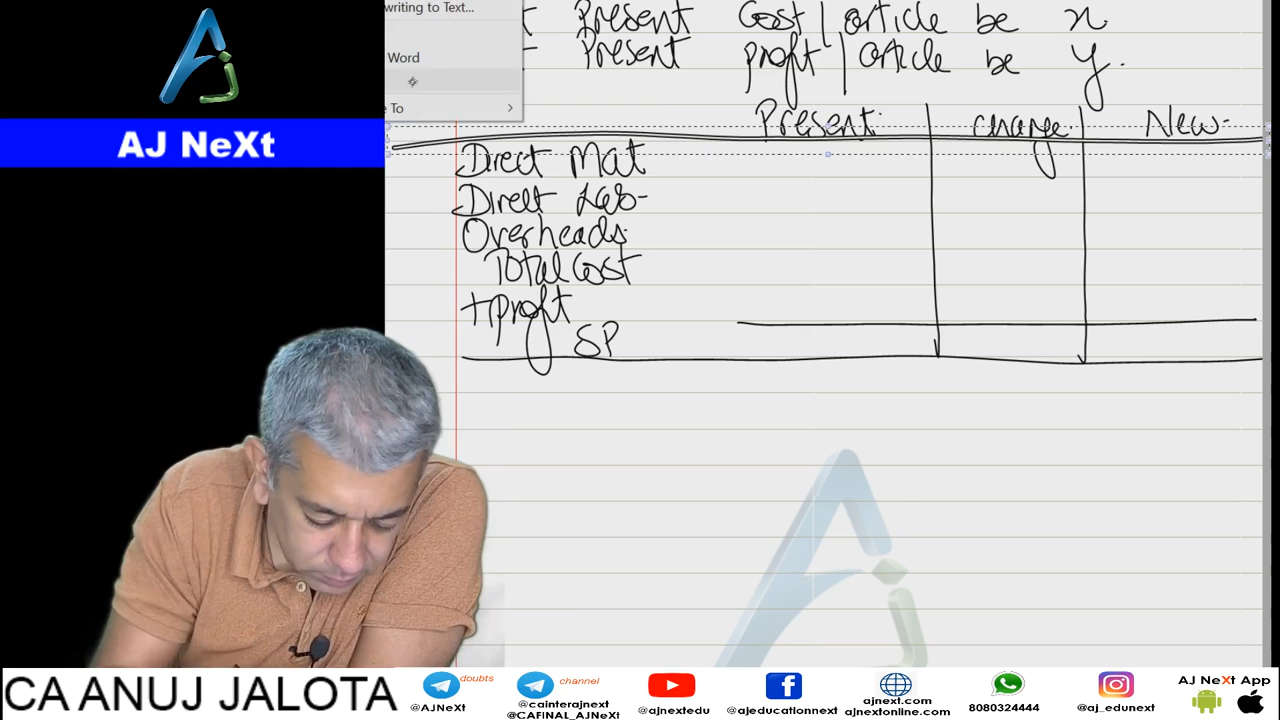 writing to Text...
Present Cost | article be x
Word
Present profit | article be y.
e To
Present change New
AJ NeXt
Direct Mat
Direct Lab-
Overheads
Total Cost
+ Profit
SP
CA ANUJ JALOTA
doubts
@AJNeXt
channel
@cainterajnext
@CAFINAL_AJNeXt
@ajnextedu
@ajeducationnext
ajnext.com
ajnextonline.com
8080324444
@aj_edunext
AJ NeXt App